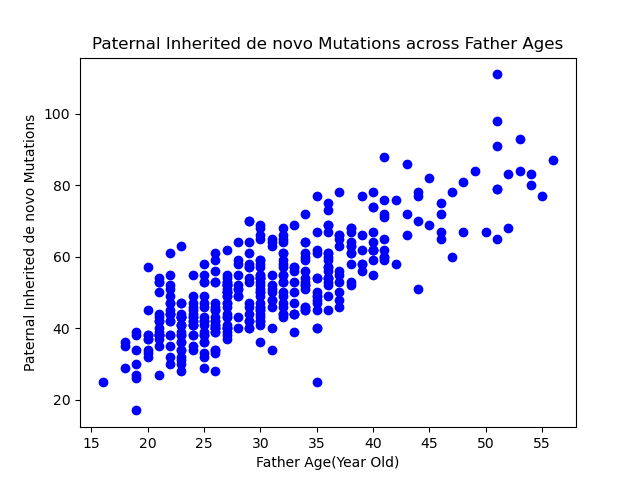 Paternal Inherited de novo Mutations across Father Ages
Paternal Inherited de novo Mutations
100
80
60
40
20
15 20 25 30 35 40 45 50 55
Father Age(Year Old)